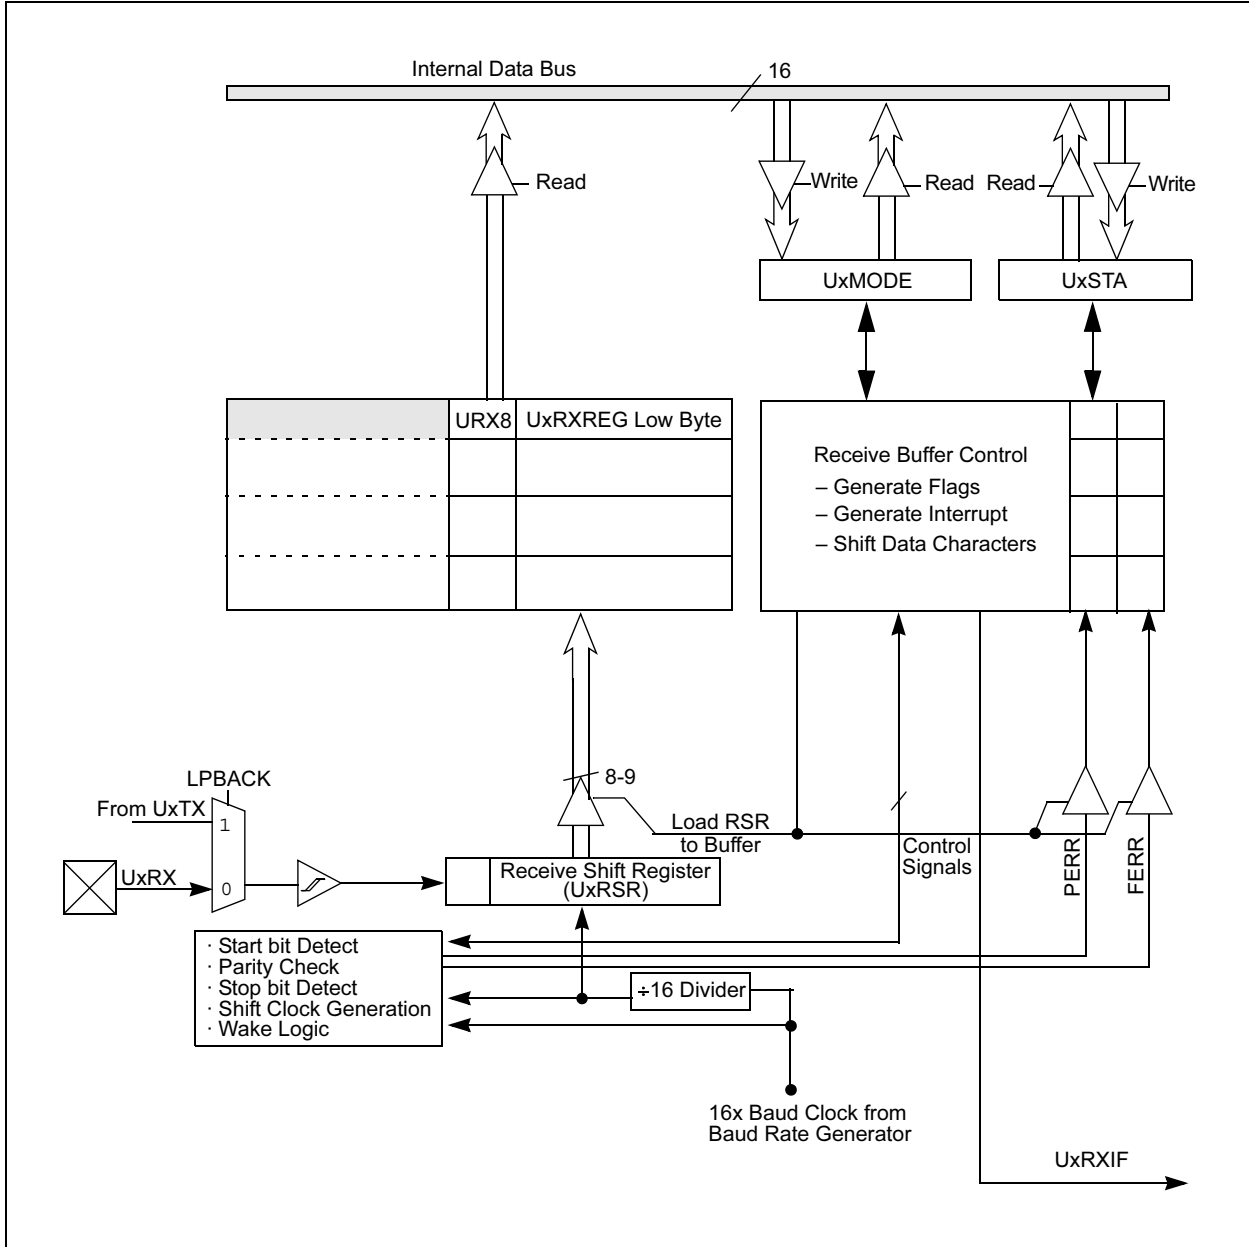 Internal Data Bus
16
Read
Write
Read
Read
Write
UxMODE
UxSTA
URX8
UxRXREG Low Byte
Receive Buffer Control
– Generate Flags
– Generate Interrupt
– Shift Data Characters
LPBACK
From UxTX
1
8-9
Load RSR
to Buffer
Control
Signals
PERR
FERR
UxRX
0
Receive Shift Register
(UxRSR)
· Start bit Detect
· Parity Check
· Stop bit Detect
· Shift Clock Generation
· Wake Logic
÷16 Divider
16x Baud Clock from
Baud Rate Generator
UxRXIF